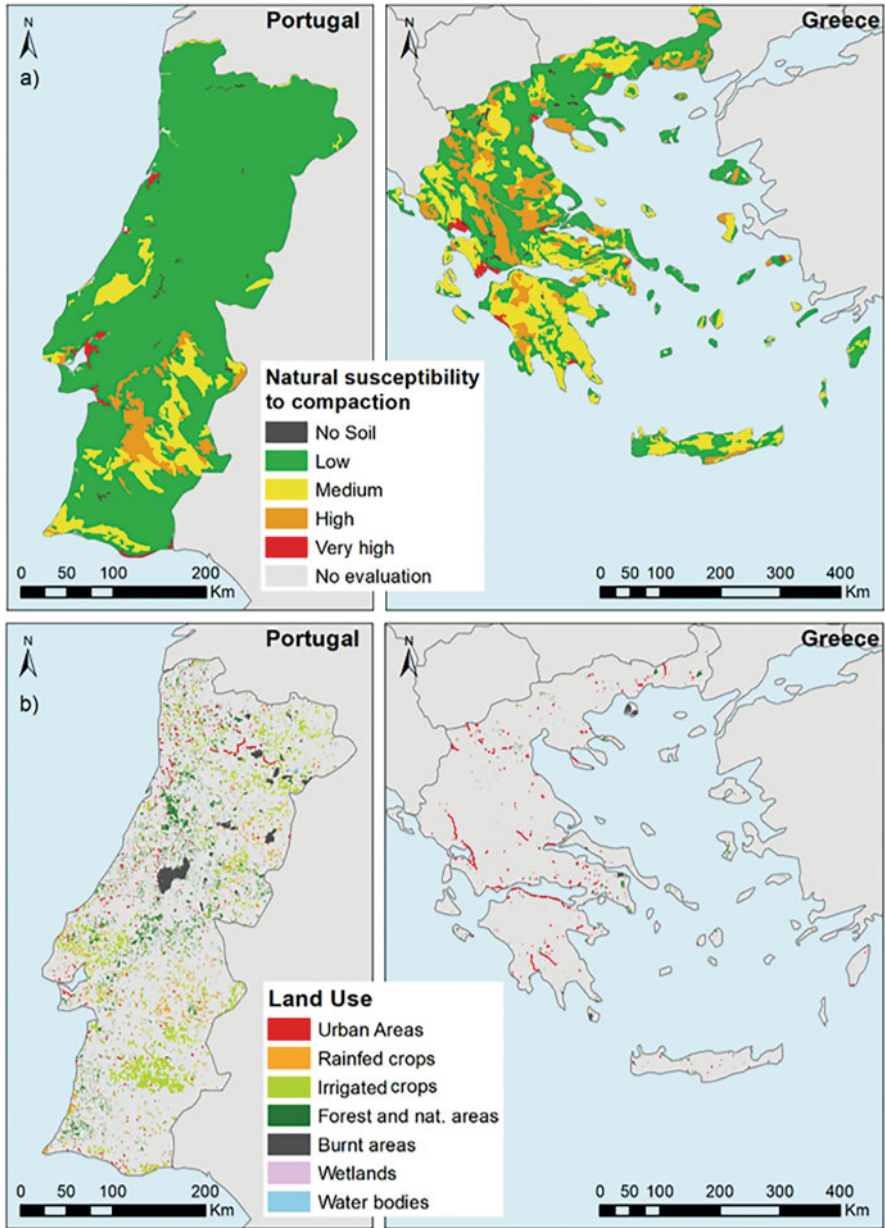 Portugal
N
a)
Natural susceptibility
to compaction
No Soil
Low
Medium
High
Very high
No evaluation
0 50 100 200
Km
Greece
N
0 50 100 200 300 400
Km
Portugal
N
b)
Land Use
Urban Areas
Rainfed crops
Irrigated crops
Forest and nat. areas
Burnt areas
Wetlands
Water bodies
0 50 100 200
Km
Greece
N
0 50 100 200 300 400
Km